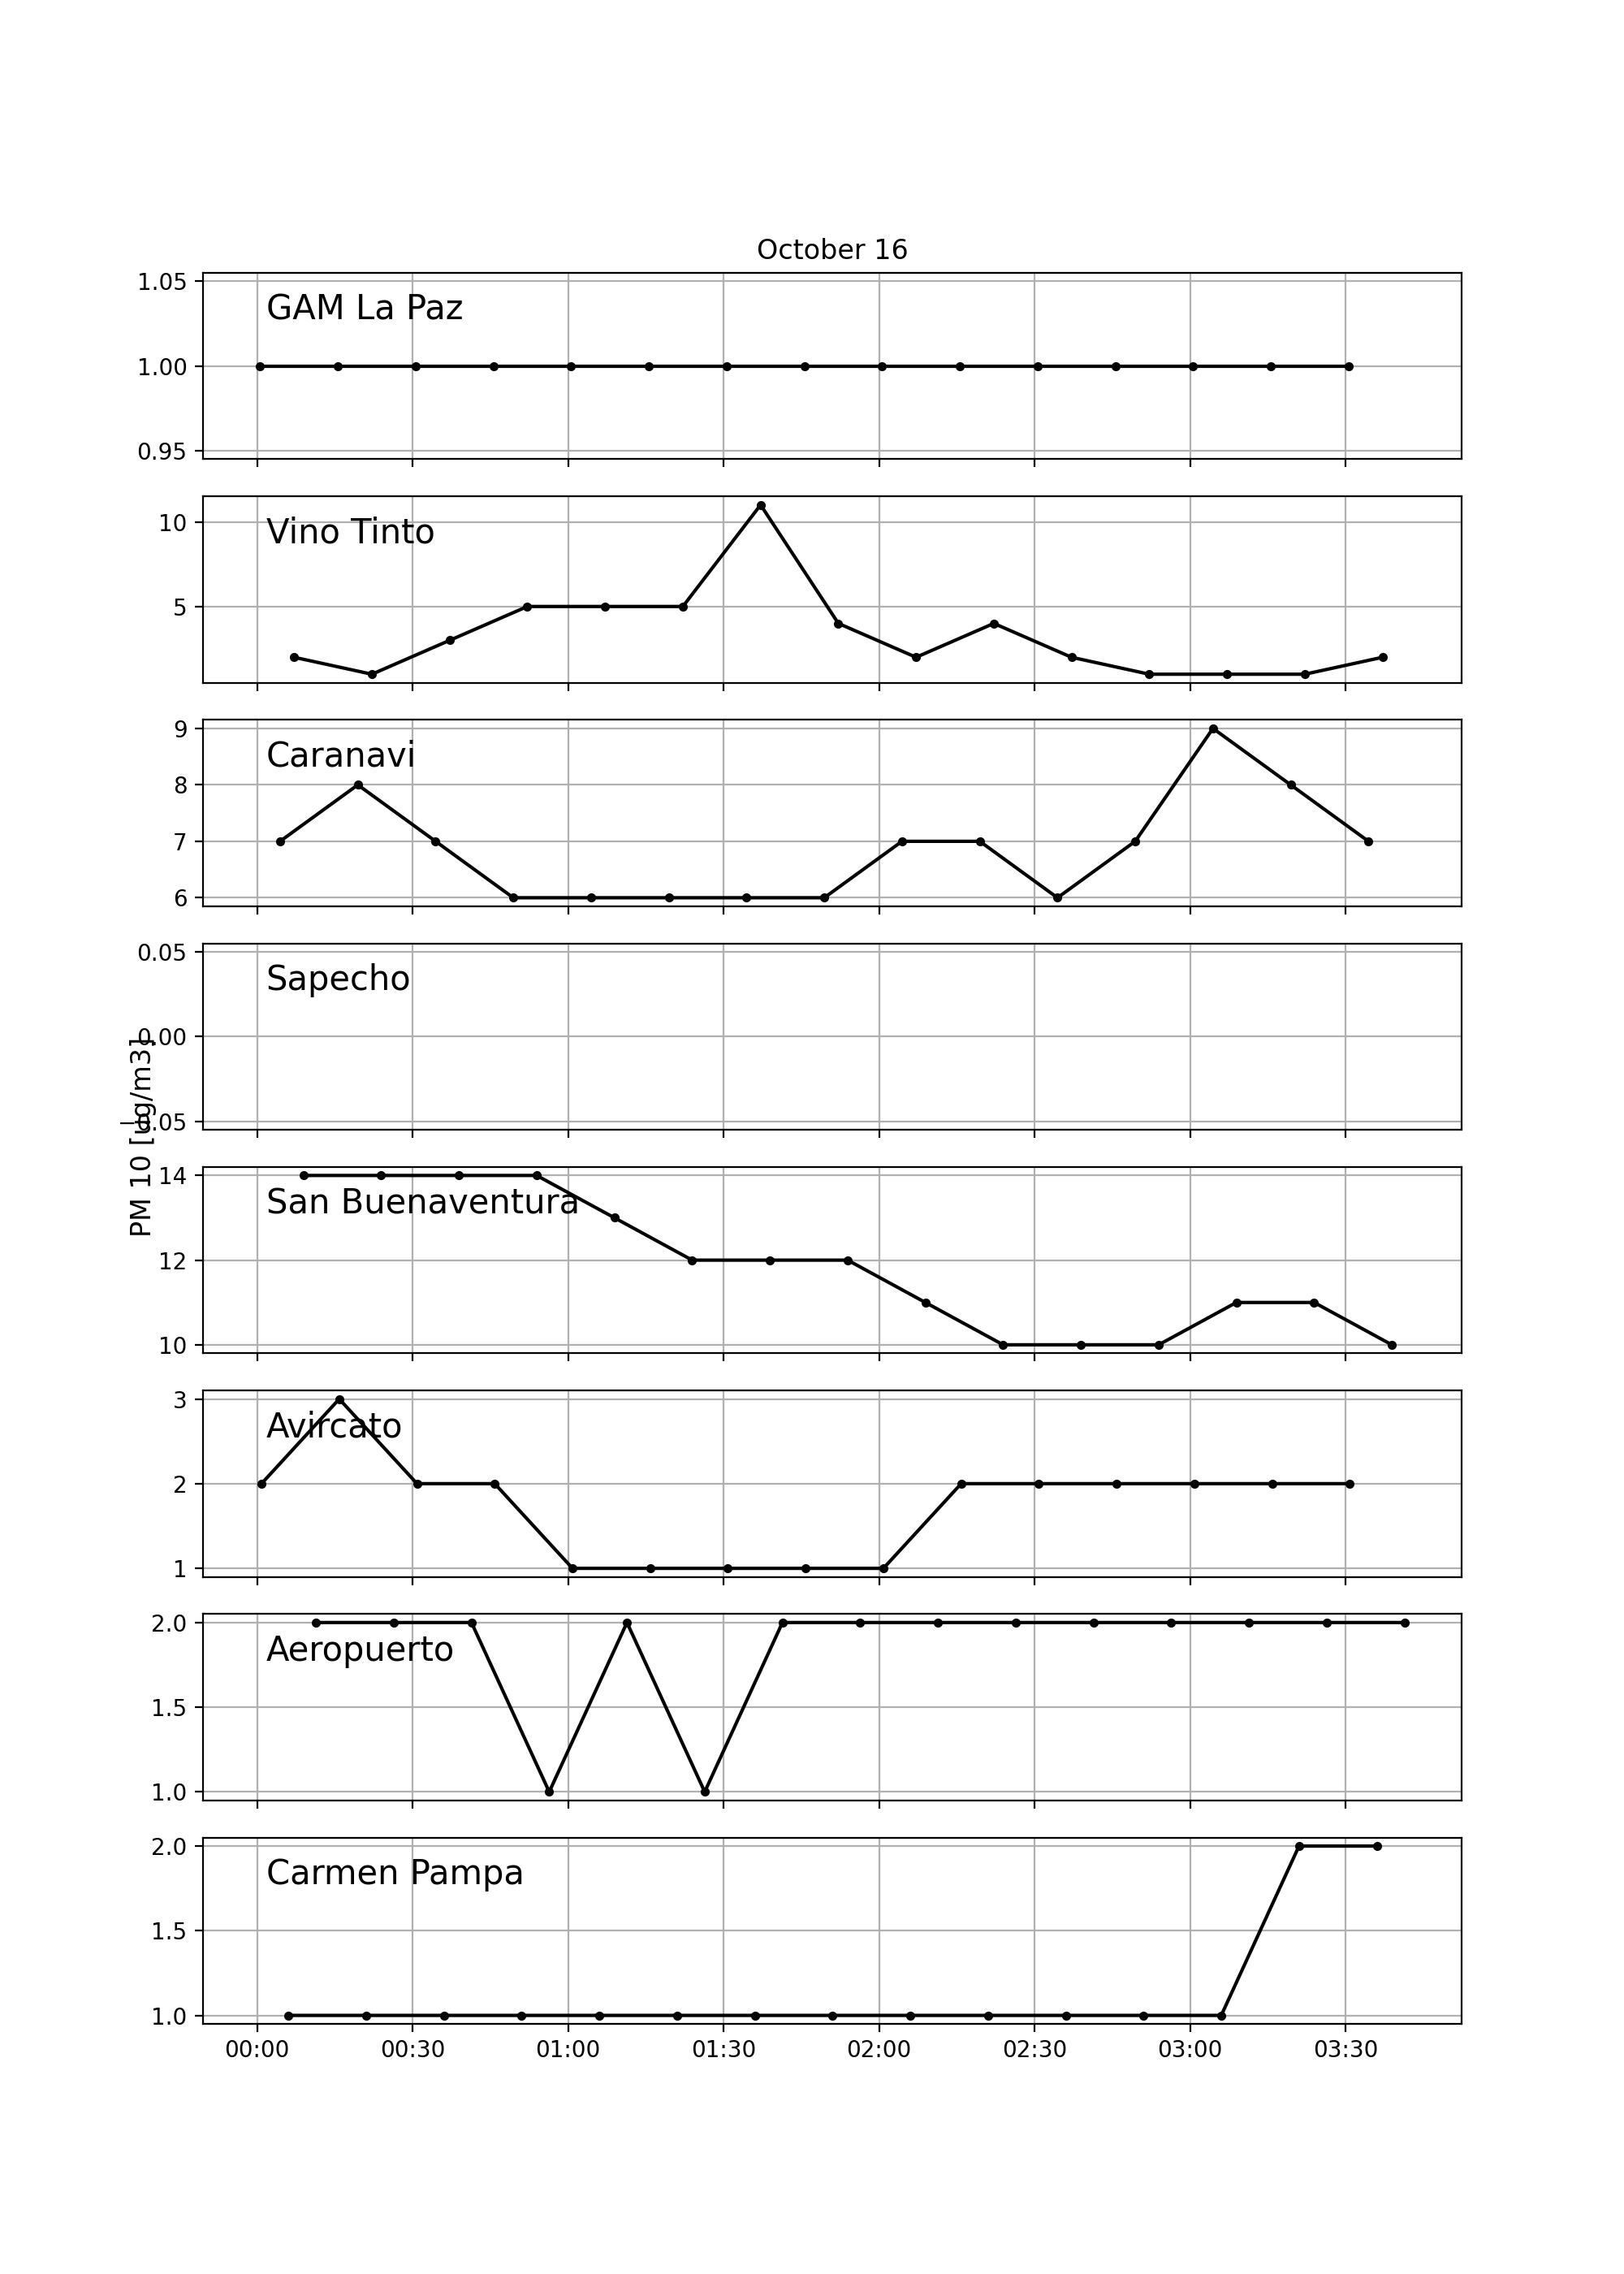 October 16
1.05
GAM La Paz
1.00
0.95
10
Vino Tinto
5
9
Caranavi
8
7
6
0.05
Sapecho
0.00
−0.05
PM 10 [ug/m3]
14
San Buenaventura
12
10
3
Avircato
2
1
2.0
Aeropuerto
1.5
1.0
2.0
Carmen Pampa
1.5
1.0
00:00 00:30 01:00 01:30 02:00 02:30 03:00 03:30